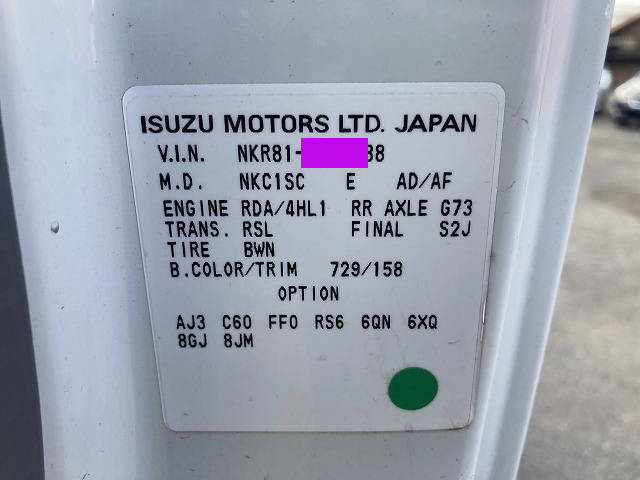 ISUZU MOTORS LTD. JAPAN
V.I.N. NKR81- 38
M.D. NKC1SC E AD/AF
ENGINE RDA/4HL1 RR AXLE G73
TRANS. RSL FINAL S2J
TIRE BWN
B.COLOR/TRIM 729/158
OPTION
AJ3 C60 FF0 RS6 6QN 6XQ
8GJ 8JM